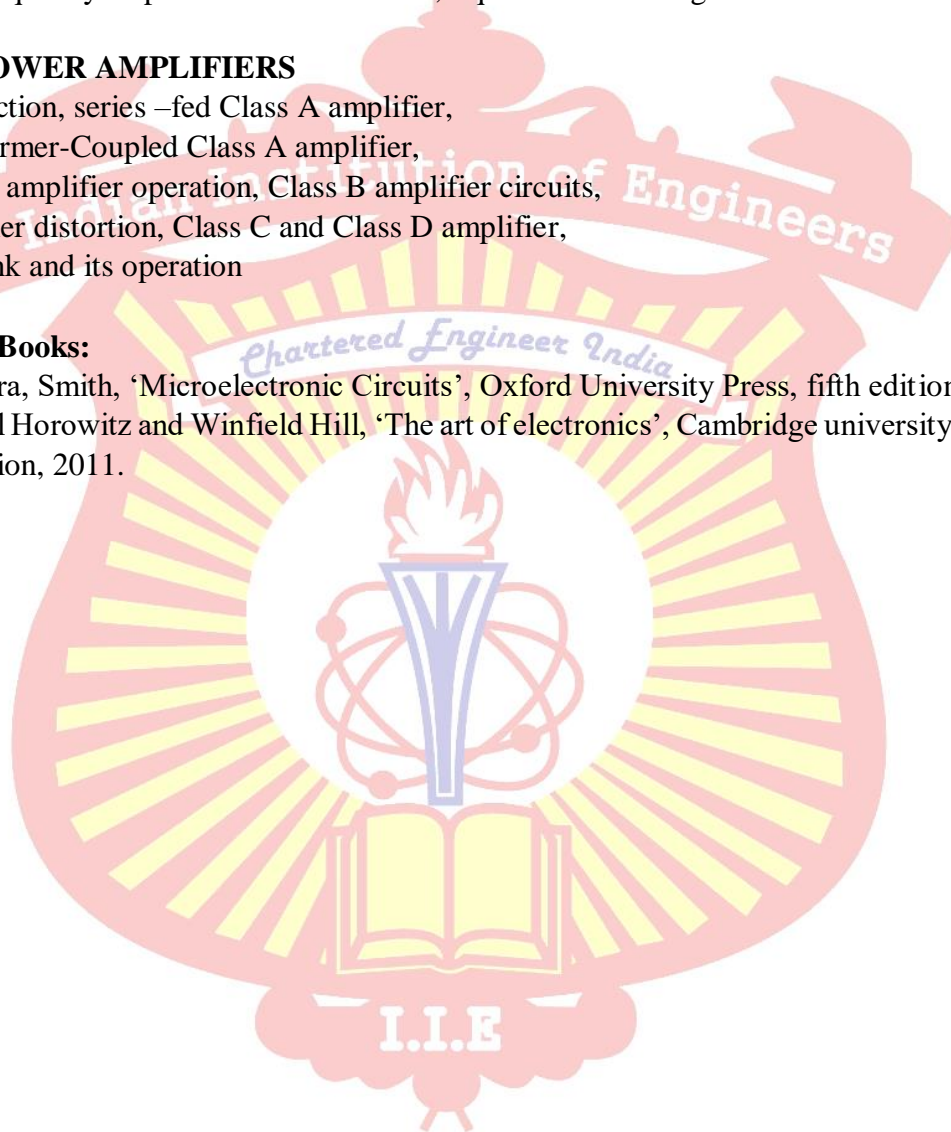 OWER AMPLIFIERS
ction, series –fed Class A amplifier,
rmer-Coupled Class A amplifier,
amplifier operation, Class B amplifier circuits,
er distortion, Class C and Class D amplifier,
nk and its operation
Indian Institution of Engineers
Chartered Engineer India
Books:
ra, Smith, ‘Microelectronic Circuits’, Oxford University Press, fifth edition
l Horowitz and Winfield Hill, ‘The art of electronics’, Cambridge university
ion, 2011.
I.I.E